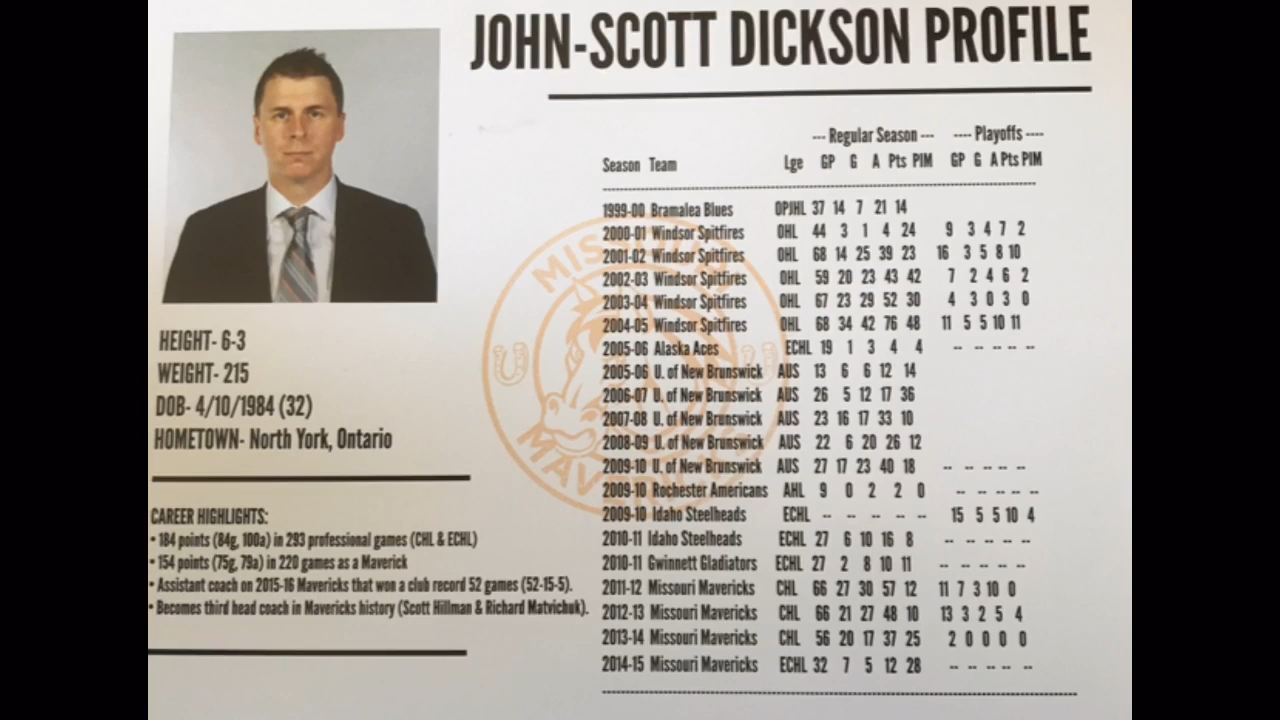 JOHN-SCOTT DICKSON PROFILE
--- Regular Season --- ---- Playoffs ----
Season Team Lge GP G A Pts PIM GP G A Pts PIM
1999-00 Bramalea Blues OPJHL 37 14 7 21 14
2000-01 Windsor Spitfires OHL 44 3 1 4 24 9 3 4 7 2
2001-02 Windsor Spitfires OHL 68 14 25 39 23 16 3 5 8 10
2002-03 Windsor Spitfires OHL 59 20 23 43 42 7 2 4 6 2
2003-04 Windsor Spitfires OHL 67 23 29 52 30 4 3 0 3 0
2004-05 Windsor Spitfires OHL 68 34 42 76 48 11 5 5 10 11
2005-06 Alaska Aces ECHL 19 1 3 4 4 -- -- -- -- --
2005-06 U. of New Brunswick AUS 13 6 6 12 14
2006-07 U. of New Brunswick AUS 26 5 12 17 36
2007-08 U. of New Brunswick AUS 23 16 17 33 10
2008-09 U. of New Brunswick AUS 22 6 20 26 12
2009-10 U. of New Brunswick AUS 27 17 23 40 18 -- -- -- -- --
2009-10 Rochester Americans AHL 9 0 2 2 0 -- -- -- -- --
2009-10 Idaho Steelheads ECHL -- -- -- -- -- 15 5 5 10 4
2010-11 Idaho Steelheads ECHL 27 6 10 16 8 -- -- -- -- --
2010-11 Gwinnett Gladiators ECHL 27 2 8 10 11 -- -- -- -- --
2011-12 Missouri Mavericks CHL 66 27 30 57 12 11 7 3 10 0
2012-13 Missouri Mavericks CHL 66 21 27 48 10 13 3 2 5 4
2013-14 Missouri Mavericks CHL 56 20 17 37 25 2 0 0 0 0
2014-15 Missouri Mavericks ECHL 32 7 5 12 28 -- -- -- -- --
HEIGHT- 6-3
WEIGHT- 215
DOB- 4/10/1984 (32)
HOMETOWN- North York, Ontario
CAREER HIGHLIGHTS:
• 184 points (84g, 100a) in 293 professional games (CHL & ECHL)
• 154 points (75g, 79a) in 220 games as a Maverick
• Assistant coach on 2015-16 Mavericks that won a club record 52 games (52-15-5).
• Becomes third head coach in Mavericks history (Scott Hillman & Richard Matvichuk).
MISSOURI
MAVERICKS